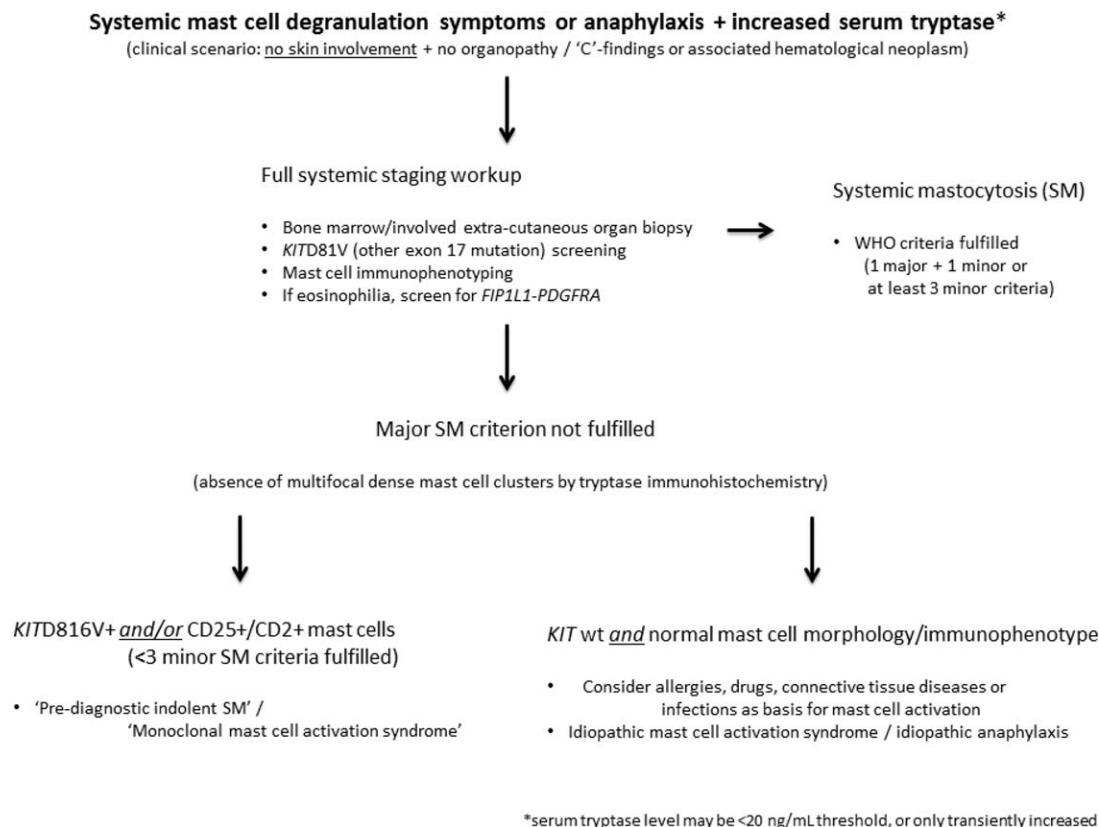 Systemic mast cell degranulation symptoms or anaphylaxis + increased serum tryptase*
(clinical scenario: no skin involvement + no organopathy / ‘C’-findings or associated hematological neoplasm)
Full systemic staging workup
• Bone marrow/involved extra-cutaneous organ biopsy
• KITD81V (other exon 17 mutation) screening
• Mast cell immunophenotyping
• If eosinophilia, screen for FIP1L1-PDGFRA
Systemic mastocytosis (SM)
• WHO criteria fulfilled
(1 major + 1 minor or
at least 3 minor criteria)
Major SM criterion not fulfilled
(absence of multifocal dense mast cell clusters by tryptase immunohistochemistry)
KITD816V+ and/or CD25+/CD2+ mast cells
(<3 minor SM criteria fulfilled)
• ‘Pre-diagnostic indolent SM’ /
‘Monoclonal mast cell activation syndrome’
KIT wt and normal mast cell morphology/immunophenotype
• Consider allergies, drugs, connective tissue diseases or
infections as basis for mast cell activation
• Idiopathic mast cell activation syndrome / idiopathic anaphylaxis
*serum tryptase level may be <20 ng/mL threshold, or only transiently increased